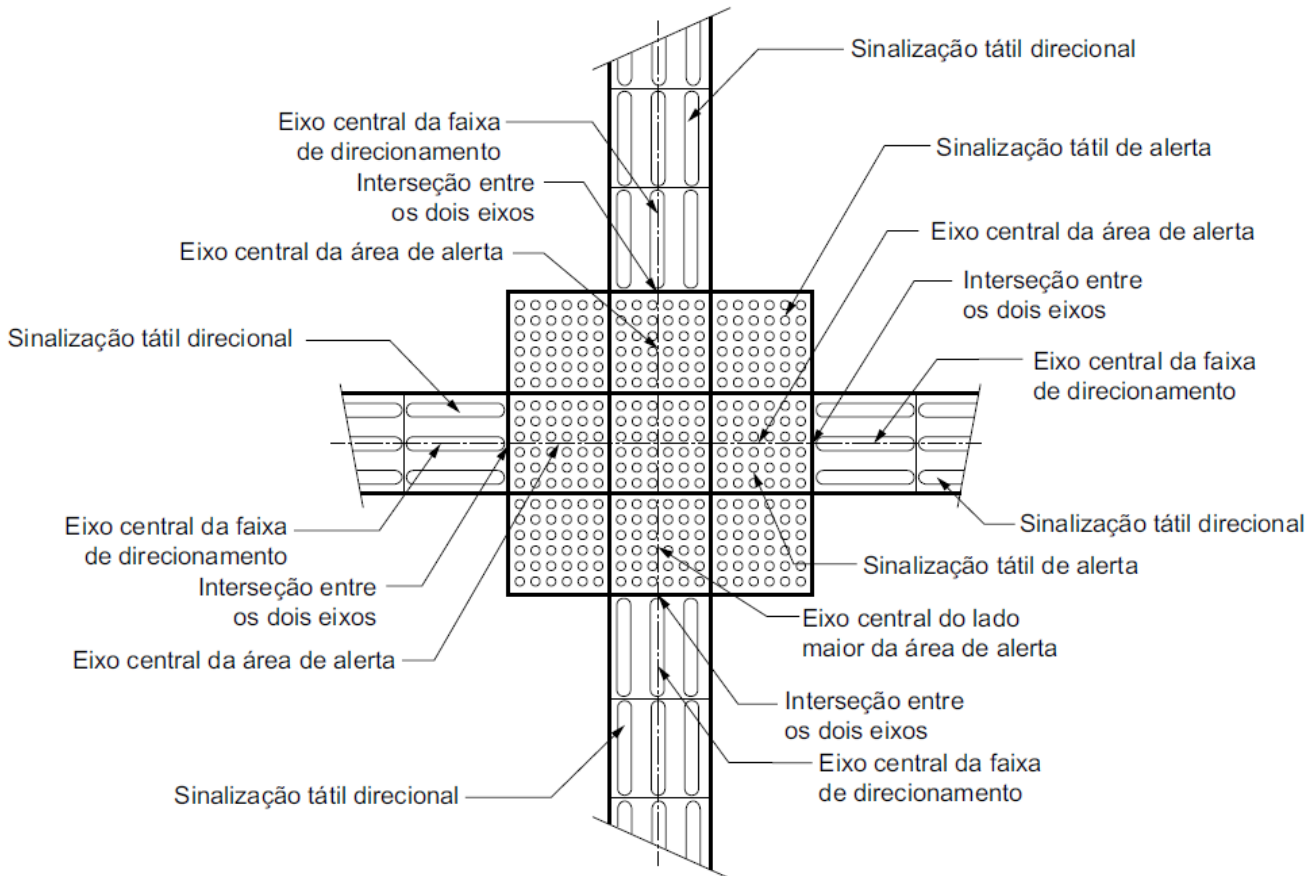 Sinalização tátil direcional
Eixo central da faixa
de direcionamento
Sinalização tátil de alerta
Interseção entre
os dois eixos
Eixo central da área de alerta
Eixo central da área de alerta
Interseção entre
os dois eixos
Sinalização tátil direcional
Eixo central da faixa
de direcionamento
Eixo central da faixa
de direcionamento
Sinalização tátil direcional
Sinalização tátil de alerta
Interseção entre
os dois eixos
Eixo central do lado
maior da área de alerta
Eixo central da área de alerta
Interseção entre
os dois eixos
Eixo central da faixa
de direcionamento
Sinalização tátil direcional